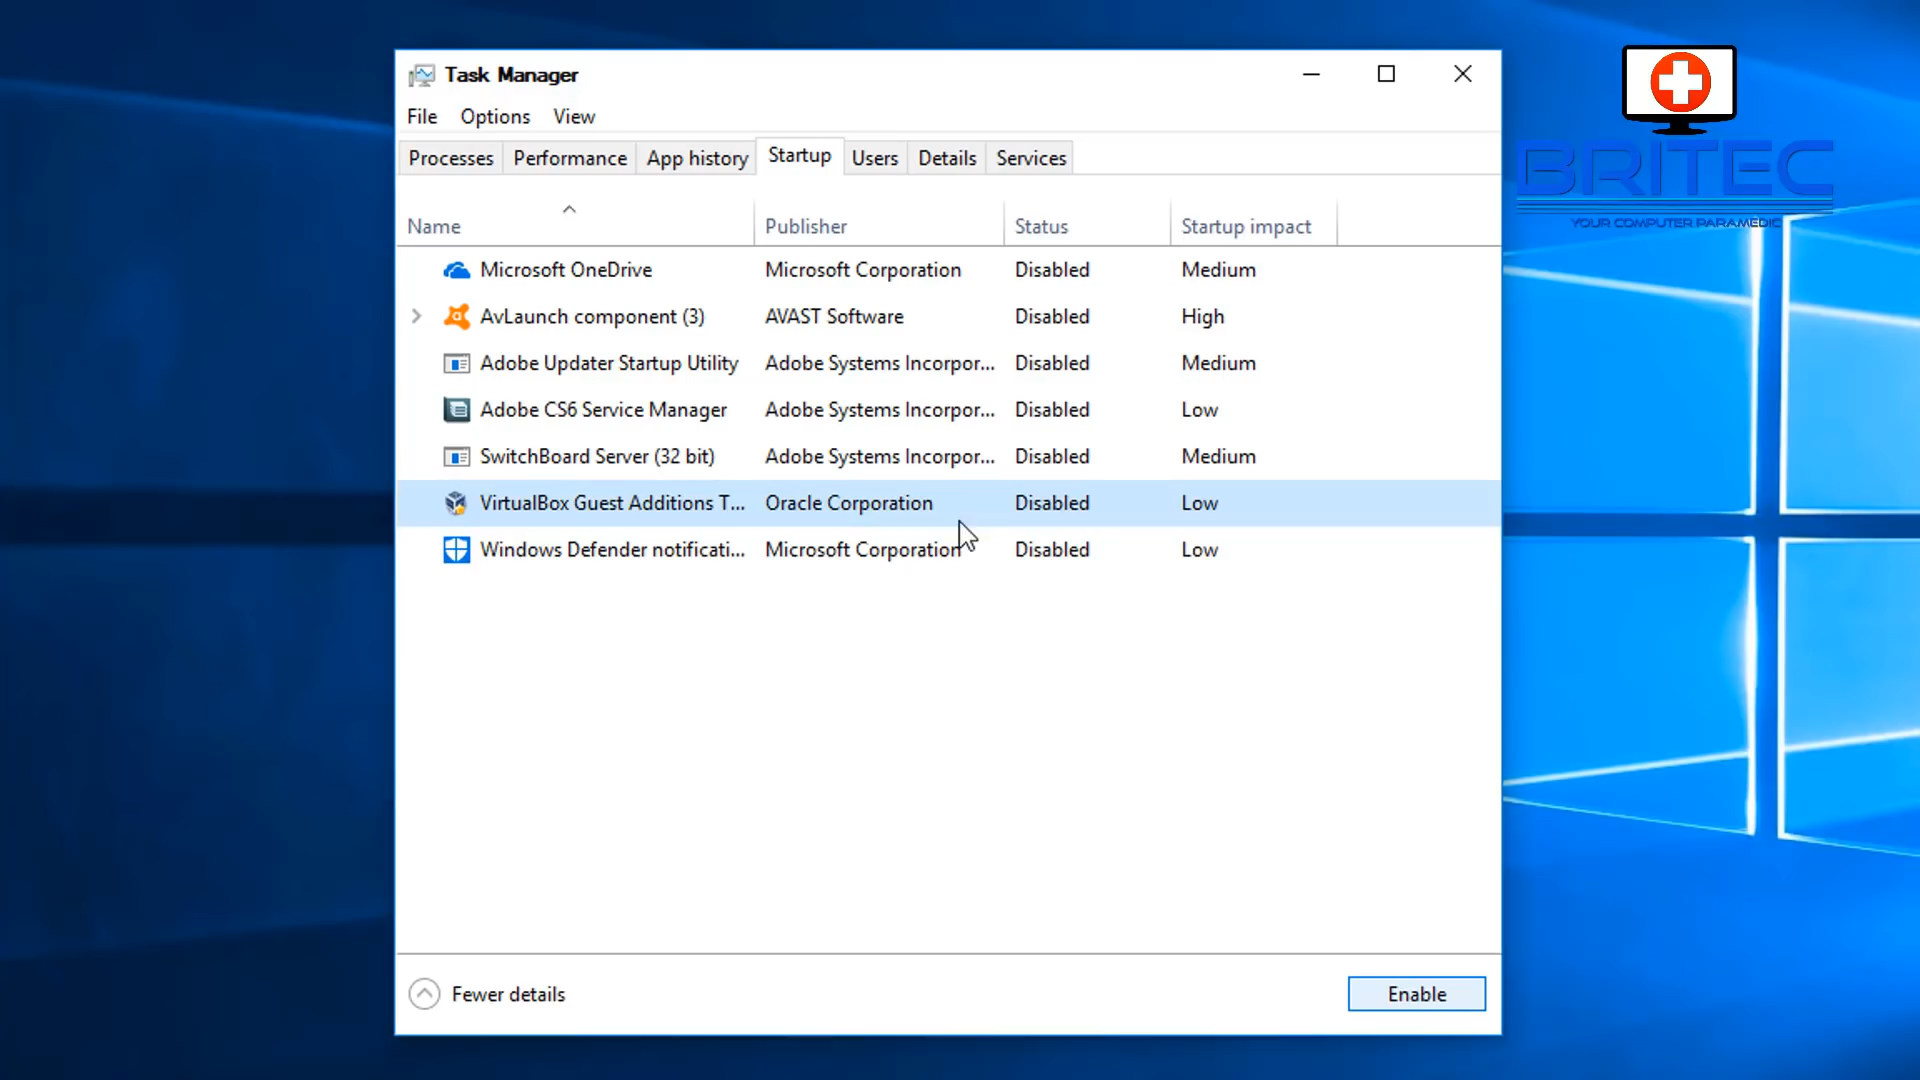 Task Manager
File Options View
Processes Performance App history Startup Users Details Services
Name Publisher Status Startup impact
Microsoft OneDrive Microsoft Corporation Disabled Medium
AvLaunch component (3) AVAST Software Disabled High
Adobe Updater Startup Utility Adobe Systems Incorpor... Disabled Medium
Adobe CS6 Service Manager Adobe Systems Incorpor... Disabled Low
SwitchBoard Server (32 bit) Adobe Systems Incorpor... Disabled Medium
VirtualBox Guest Additions T... Oracle Corporation Disabled Low
Windows Defender notificati... Microsoft Corporation Disabled Low
Fewer details
Enable
BRITEC
YOUR COMPUTER PARAMEDIC